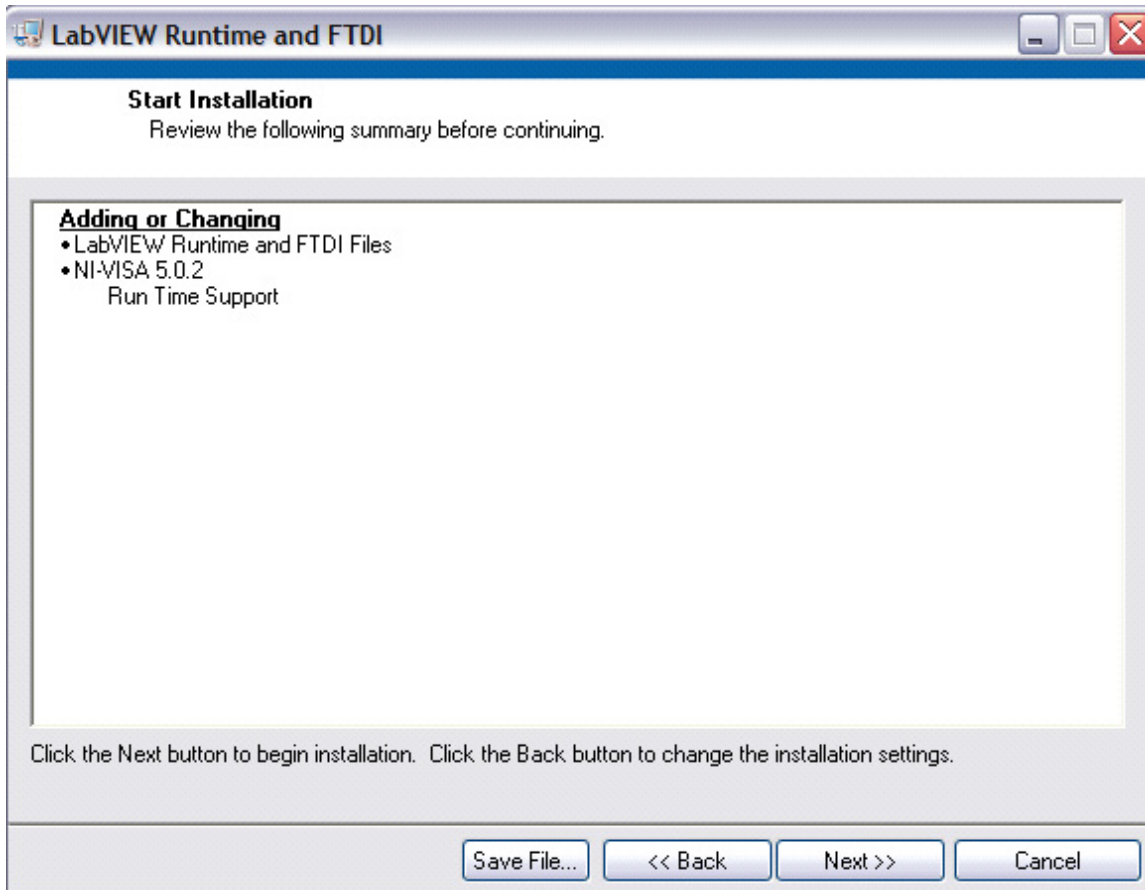 LabVIEW Runtime and FTDI
Start Installation
Review the following summary before continuing.
Adding or Changing
•LabVIEW Runtime and FTDI Files
•NI-VISA 5.0.2
Run Time Support
Click the Next button to begin installation.  Click the Back button to change the installation settings.
Save File... << Back Next >> Cancel